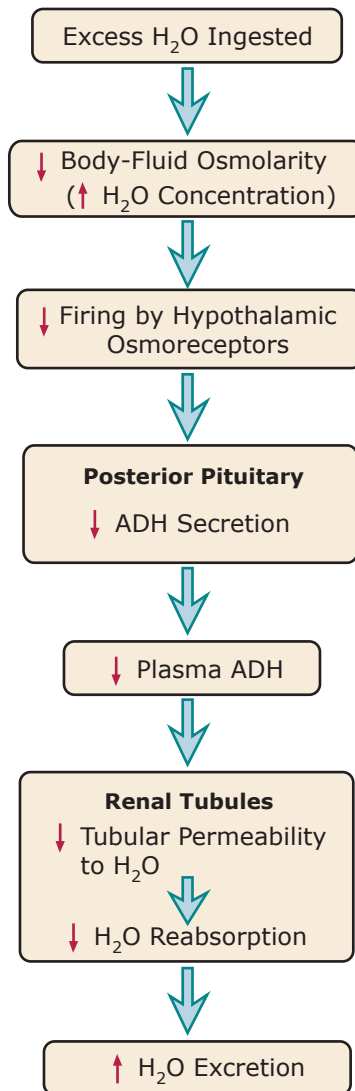 Excess H₂O Ingested
↓ Body-Fluid Osmolarity
(↑ H₂O Concentration)
↓ Firing by Hypothalamic
Osmoreceptors
Posterior Pituitary
↓ ADH Secretion
↓ Plasma ADH
Renal Tubules
↓ Tubular Permeability
to H₂O
↓ H₂O Reabsorption
↑ H₂O Excretion